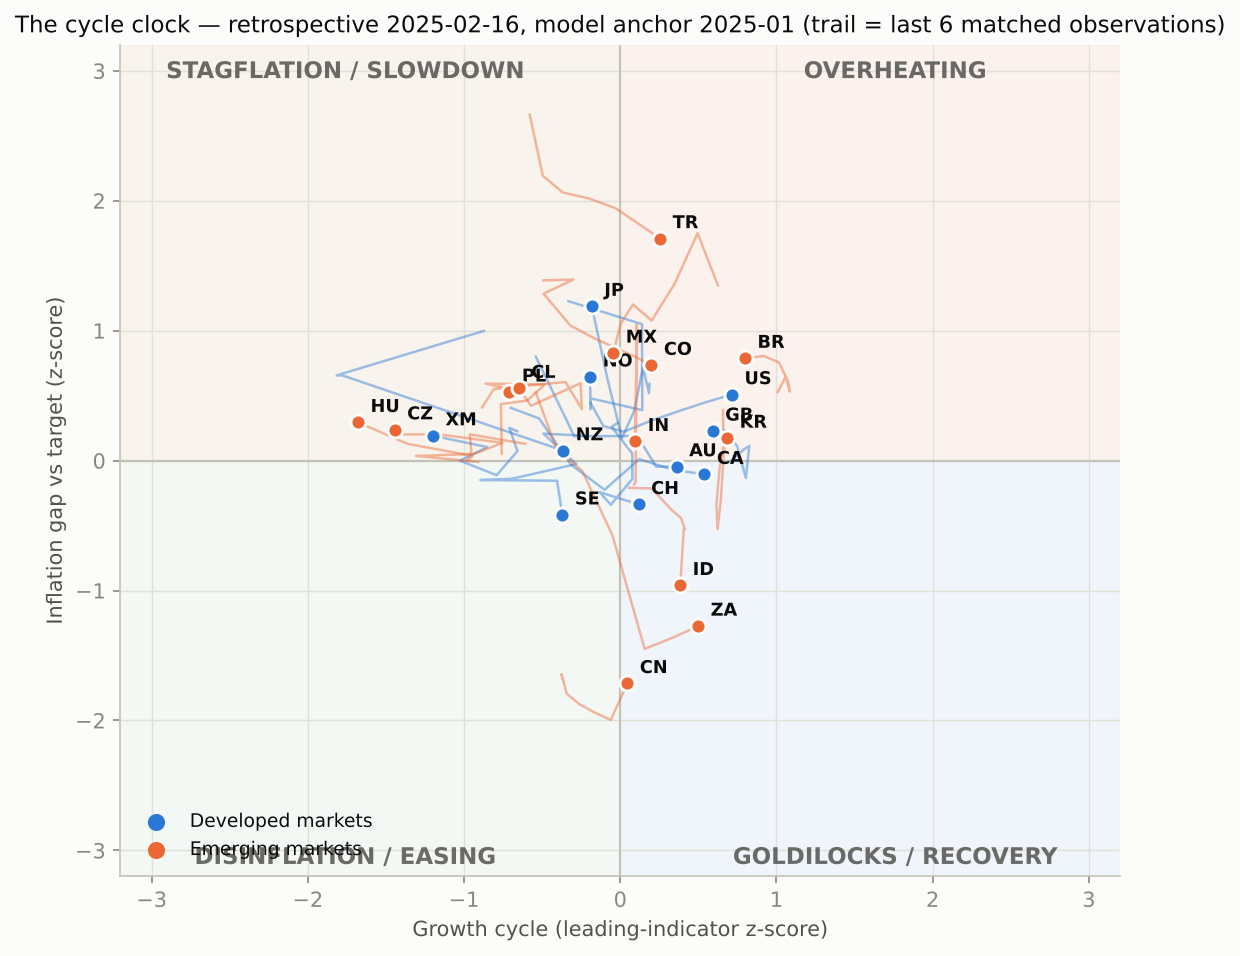 The cycle clock — retrospective 2025-02-16, model anchor 2025-01 (trail = last 6 matched observations)
STAGFLATION / SLOWDOWN
OVERHEATING
3
2
1
0
−1
−2
−3
Inflation gap vs target (z-score)
TR
JP
MX
NO
CO
BR
US
PL
CL
HU
CZ
XM
NZ
IN
GB
KR
AU
CA
SE
CH
ID
ZA
CN
Developed markets
Emerging markets
DISINFLATION / EASING
GOLDILOCKS / RECOVERY
−3
−2
−1
0
1
2
3
Growth cycle (leading-indicator z-score)